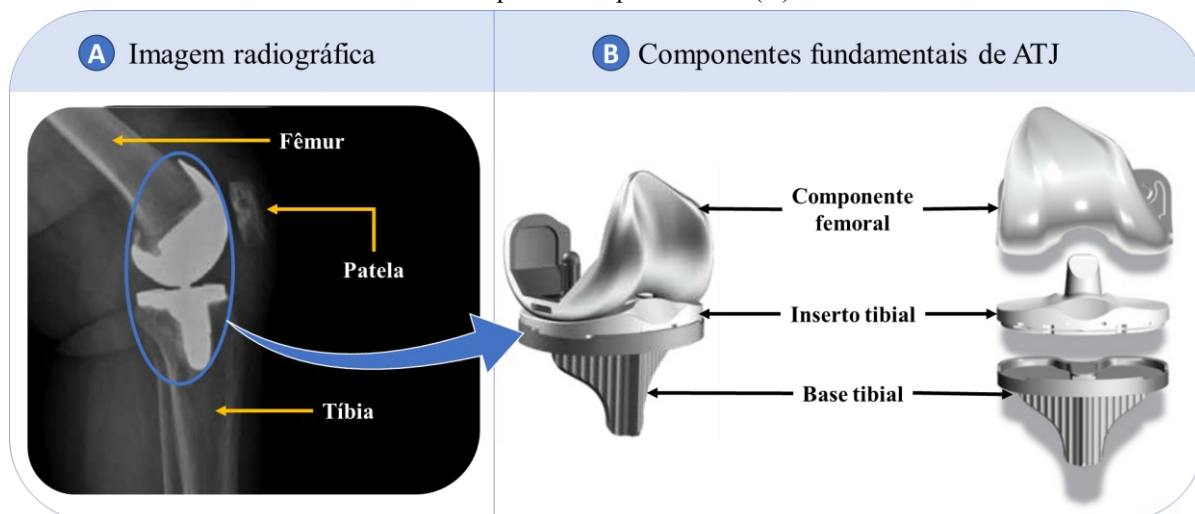 A Imagem radiográfica
B Componentes fundamentais de ATJ
Fêmur
Patela
Tíbia
Componente
femoral
Inserto tibial
Base tibial